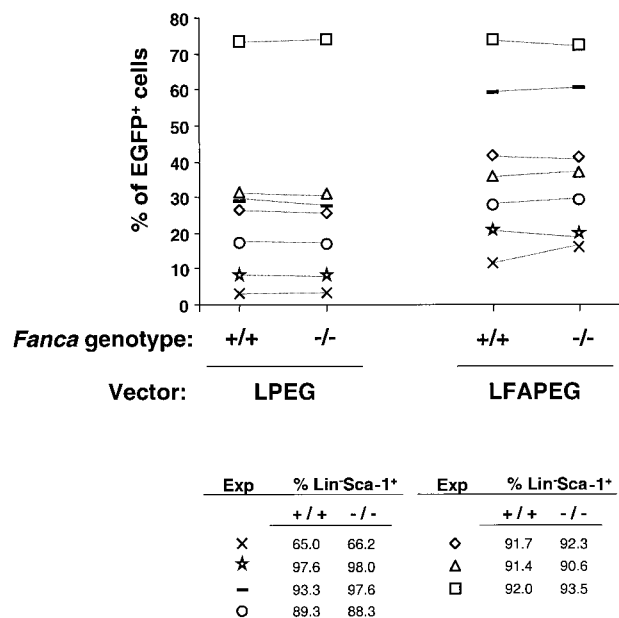 80
70
60
50
40
30
20
10
0
% of EGFP+ cells
Fanca genotype: +/+ -/- +/+ -/-
Vector: LPEG LFAPEG
Exp % Lin-Sca-1+ Exp % Lin-Sca-1+
+ / + - / - + / + - / -
× 65.0 66.2 ◇ 91.7 92.3
☆ 97.6 98.0 △ 91.4 90.6
– 93.3 97.6 □ 92.0 93.5
○ 89.3 88.3